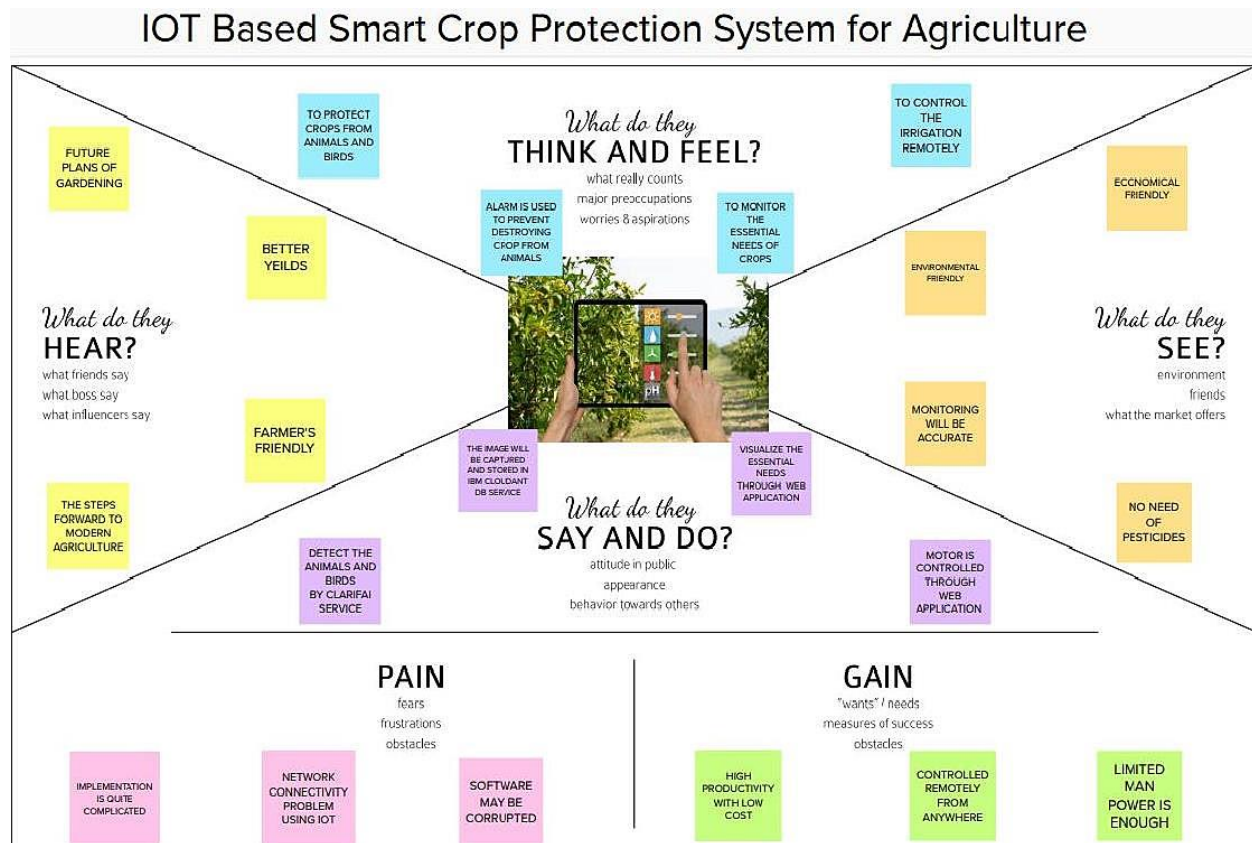 IOT Based Smart Crop Protection System for Agriculture
What do they
THINK AND FEEL?
what really counts
major preoccupations
worries & aspirations
TO PROTECT
CROPS FROM
ANIMALS AND
BIRDS
ALARM IS USED
TO PREVENT
DESTROYING
CROP FROM
ANIMALS
TO MONITOR
THE
ESSENTIAL
NEEDS OF
CROPS
TO CONTROL
THE
IRRIGATION
REMOTELY
What do they
HEAR?
what friends say
what boss say
what influencers say
FUTURE
PLANS OF
GARDENING
BETTER
YEILDS
FARMER'S
FRIENDLY
THE STEPS
FORWARD TO
MODERN
AGRICULTURE
pH
What do they
SEE?
environment
friends
what the market offers
ECCNOMICAL
FRIENDLY
ENVIRONMENTAL
FRIENDLY
MONITORING
WILL BE
ACCURATE
NO NEED
OF
PESTICIDES
What do they
SAY AND DO?
attitude in public
appearance
behavior towards others
THE IMAGE WILL
BE CAPTURED
AND STORED IN
IBM CLOLDANT
DB SERVICE
VISUALIZE THE
ESSENTIAL
NEEDS
THROUGH WEB
APPLICATION
DETECT THE
ANIMALS AND
BIRDS
BY CLARIFAI
SERVICE
MOTOR IS
CONTROLLED
THROUGH
WEB
APPLICATION
PAIN
fears
frustrations
obstacles
IMPLEMENTATION
IS QUITE
COMPLICATED
NETWORK
CONNECTIVITY
PROBLEM
USING IOT
SOFTWARE
MAY BE
CORRUPTED
GAIN
"wants" / needs
measures of success
obstacles
HIGH
PRODUCTIVITY
WITH LOW
COST
CONTROLLED
REMOTELY
FROM
ANYWHERE
LIMITED
MAN
POWER IS
ENOUGH